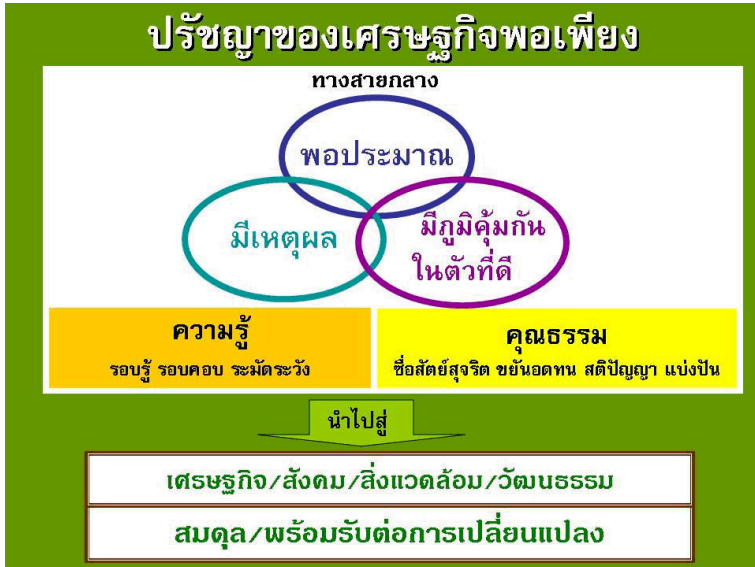 ปรัชญาของเศรษฐกิจพอเพียง
ทางสายกลาง
พอประมาณ
มีเหตุผล
มีภูมิคุ้มกัน
ในตัวที่ดี
ความรู้
รอบรู้ รอบคอบ ระมัดระวัง
คุณธรรม
ซื่อสัตย์สุจริต ขยันอดทน สติปัญญา แบ่งปัน
นำไปสู่
เศรษฐกิจ/สังคม/สิ่งแวดล้อม/วัฒนธรรม
สมดุล/พร้อมรับต่อการเปลี่ยนแปลง